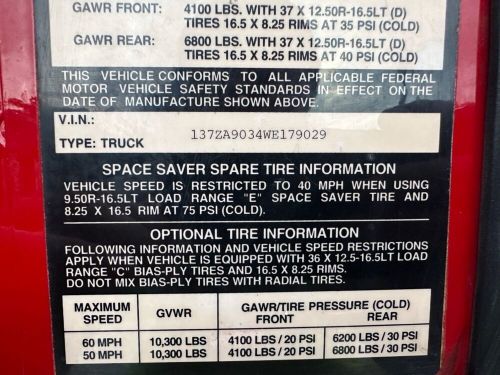 GAWR FRONT: 4100 LBS. WITH 37 X 12.50R-16.5LT (D)
TIRES 16.5 X 8.25 RIMS AT 35 PSI (COLD)
GAWR REAR: 6800 LBS. WITH 37 X 12.50R-16.5LT (D)
TIRES 16.5 X 8.25 RIMS AT 40 PSI (COLD)
THIS VEHICLE CONFORMS TO ALL APPLICABLE FEDERAL
MOTOR VEHICLE SAFETY STANDARDS IN EFFECT ON THE
DATE OF MANUFACTURE SHOWN ABOVE.
V.I.N.:
137ZA9034WE179029
TYPE: TRUCK
SPACE SAVER SPARE TIRE INFORMATION
VEHICLE SPEED IS RESTRICTED TO 40 MPH WHEN USING
9.50R-16.5LT LOAD RANGE "E" SPACE SAVER TIRE AND
8.25 X 16.5 RIM AT 75 PSI (COLD).
OPTIONAL TIRE INFORMATION
FOLLOWING INFORMATION AND VEHICLE SPEED RESTRICTIONS
APPLY WHEN VEHICLE IS EQUIPPED WITH 36 X 12.5-16.5LT LOAD
RANGE "C" BIAS-PLY TIRES AND 16.5 X 8.25 RIMS.
DO NOT MIX BIAS-PLY TIRES WITH RADIAL TIRES.
MAXIMUM SPEED GVWR GAWR/TIRE PRESSURE (COLD)
FRONT REAR
60 MPH 10,300 LBS 4100 LBS / 20 PSI 6200 LBS / 30 PSI
50 MPH 10,300 LBS 4100 LBS / 20 PSI 6800 LBS / 30 PSI